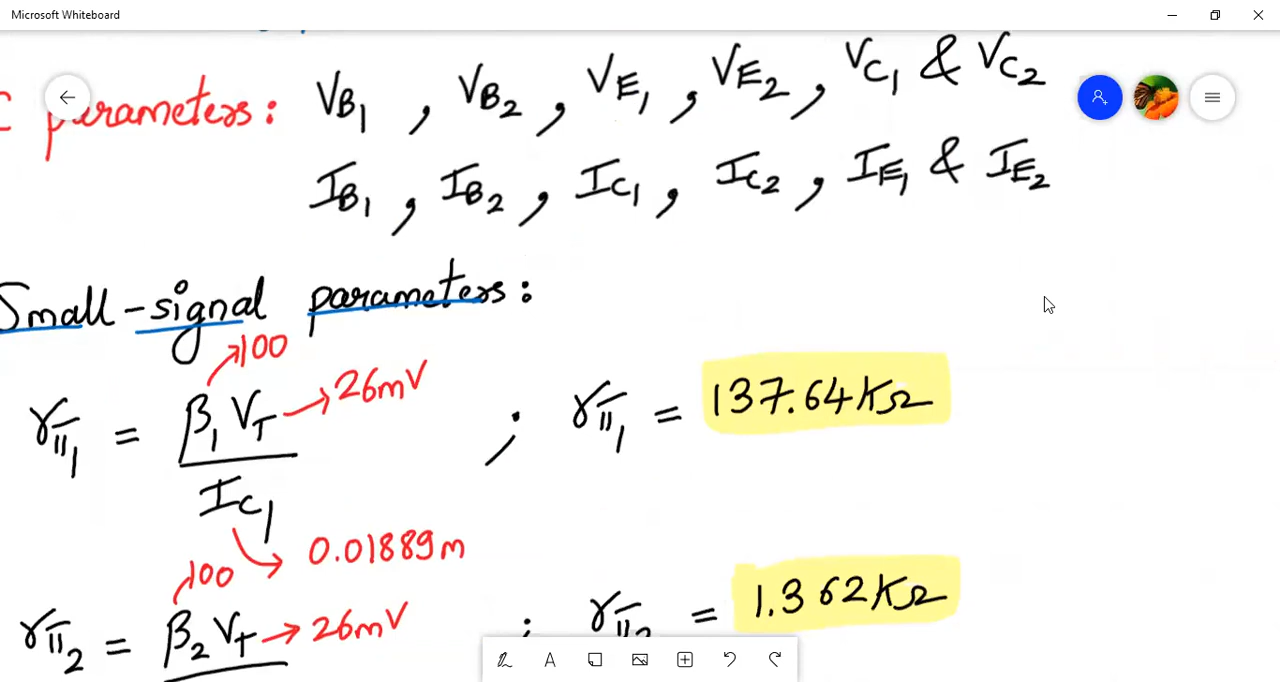 Microsoft Whiteboard
C parameters: VB1 , VB2 , VE1 , VE2 , VC1 & VC2
IB1 , IB2 , IC1 , IC2 , IE1 & IE2
Small-signal parameters:
rπ1 = β1 VT / IC1 ; rπ1 = 137.64KΩ
100
26mV
0.01889m
rπ2 = β2 VT ; rπ2 = 1.362KΩ
100
26mV
A